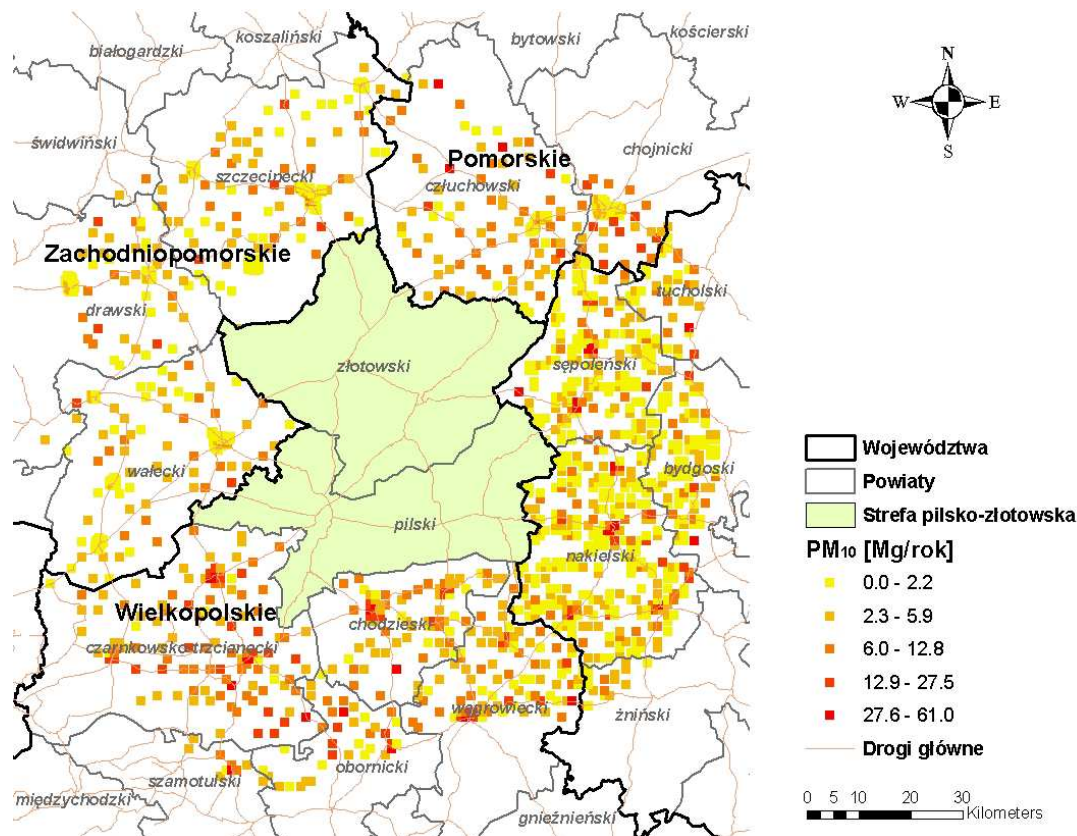 białogardzki
koszaliński
bytowski
kościerski
N
W
E
S
świdwiński
szczecinecki
Pomorskie
człuchowski
chojnicki
Zachodniopomorskie
drawski
tucholski
złotowski
sępoleński
wałecki
bydgoski
pilski
nakielski
Wielkopolskie
chodzieski
czarnkowsko-trzcianecki
wągrowiecki
żniński
szamotulski
obornicki
międzychodzki
gnieźnieński
Województwa
Powiaty
Strefa pilsko-złotowska
PM₁₀ [Mg/rok]
0.0 - 2.2
2.3 - 5.9
6.0 - 12.8
12.9 - 27.5
27.6 - 61.0
Drogi główne
0 5 10 20 30 Kilometers